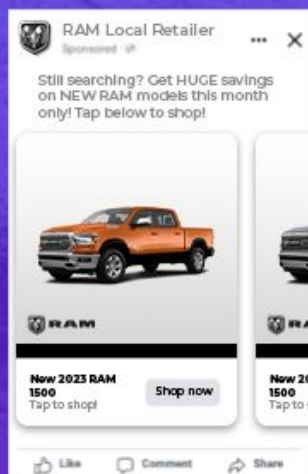 RAM Local Retailer
Sponsored
Still searching? Get HUGE savings
on NEW RAM models this month
only! Tap below to shop!
RAM
New 2023 RAM
1500
Tap to shop!
Shop now
New 20
1500
Tap to
Like
Comment
Share